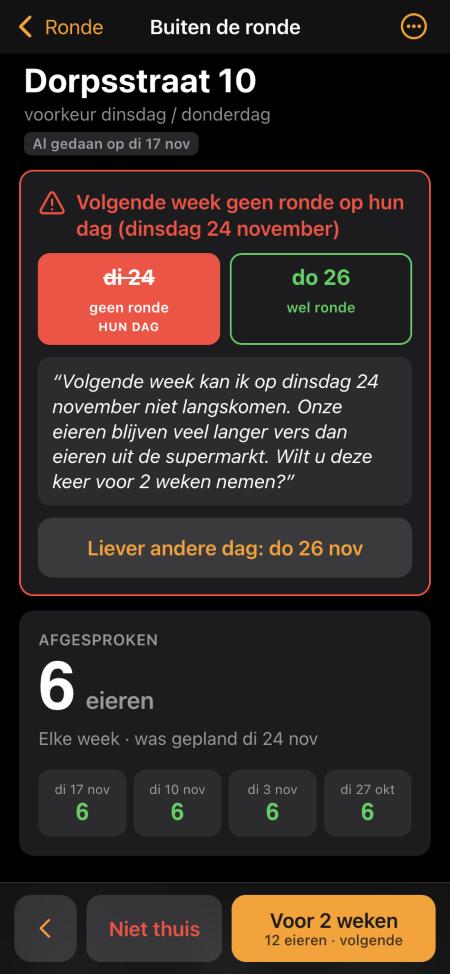 Ronde
Buiten de ronde
Dorpsstraat 10
voorkeur dinsdag / donderdag
Al gedaan op di 17 nov
Volgende week geen ronde op hun
dag (dinsdag 24 november)
di 24
geen ronde
HUN DAG
do 26
wel ronde
“Volgende week kan ik op dinsdag 24
november niet langskomen. Onze
eieren blijven veel langer vers dan
eieren uit de supermarkt. Wilt u deze
keer voor 2 weken nemen?”
Liever andere dag: do 26 nov
AFGESPROKEN
6 eieren
Elke week · was gepland di 24 nov
di 17 nov
6
di 10 nov
6
di 3 nov
6
di 27 okt
6
Niet thuis
Voor 2 weken
12 eieren · volgende